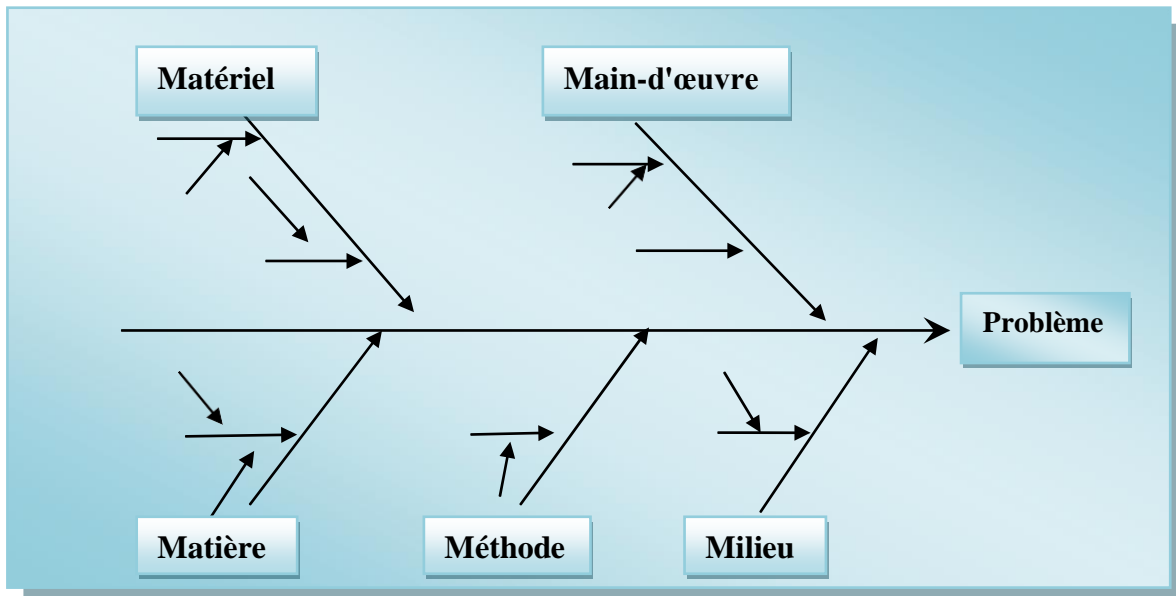 Matériel
Main-d'œuvre
Problème
Matière
Méthode
Milieu